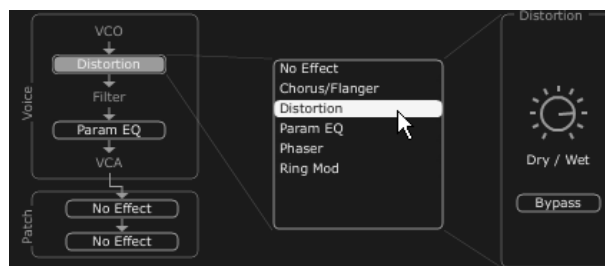 VCO
Distortion
Filter
Param EQ
VCA
Voice
No Effect
No Effect
Patch
No Effect
Chorus/Flanger
Distortion
Param EQ
Phaser
Ring Mod
Distortion
Dry / Wet
Bypass